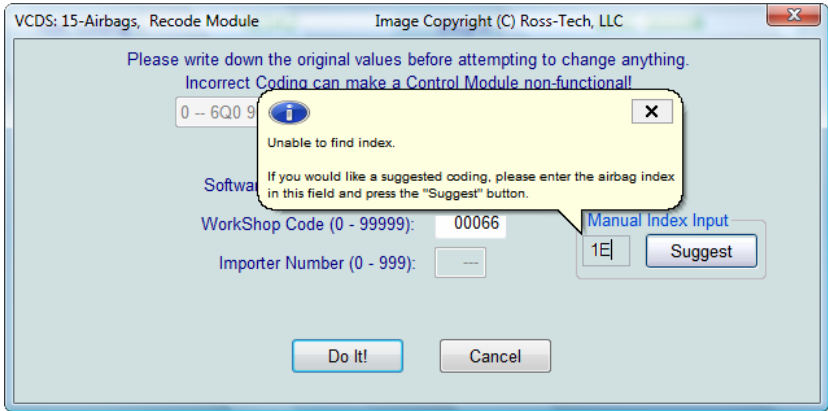 VCDS: 15-Airbags, Recode Module
Image Copyright (C) Ross-Tech, LLC
Please write down the original values before attempting to change anything.
Incorrect Coding can make a Control Module non-functional!
0 -- 6Q0 9
Unable to find index.
If you would like a suggested coding, please enter the airbag index
in this field and press the "Suggest" button.
WorkShop Code (0 - 99999):
00066
Manual Index Input
1E
Suggest
Importer Number (0 - 999):
---
Do It!
Cancel